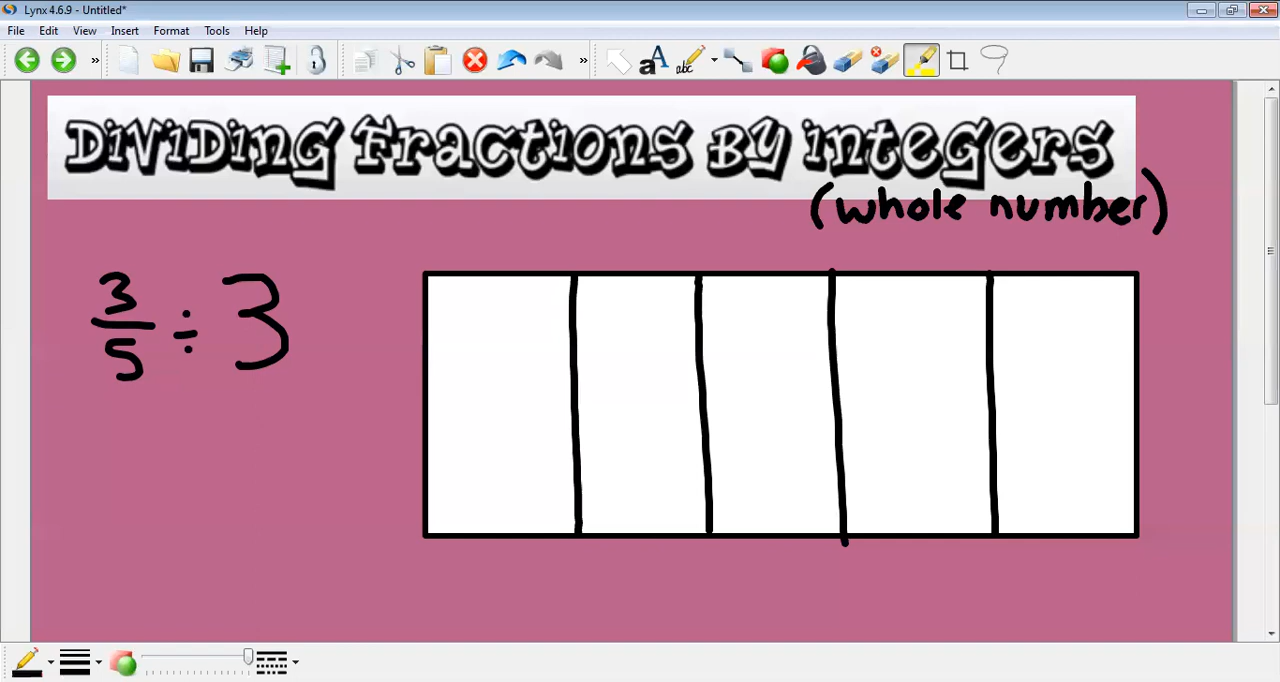 Lynx 4.6.9 - Untitled*
File Edit View Insert Format Tools Help
Dividing Fractions By integers
(whole number)
3/5 ÷ 3